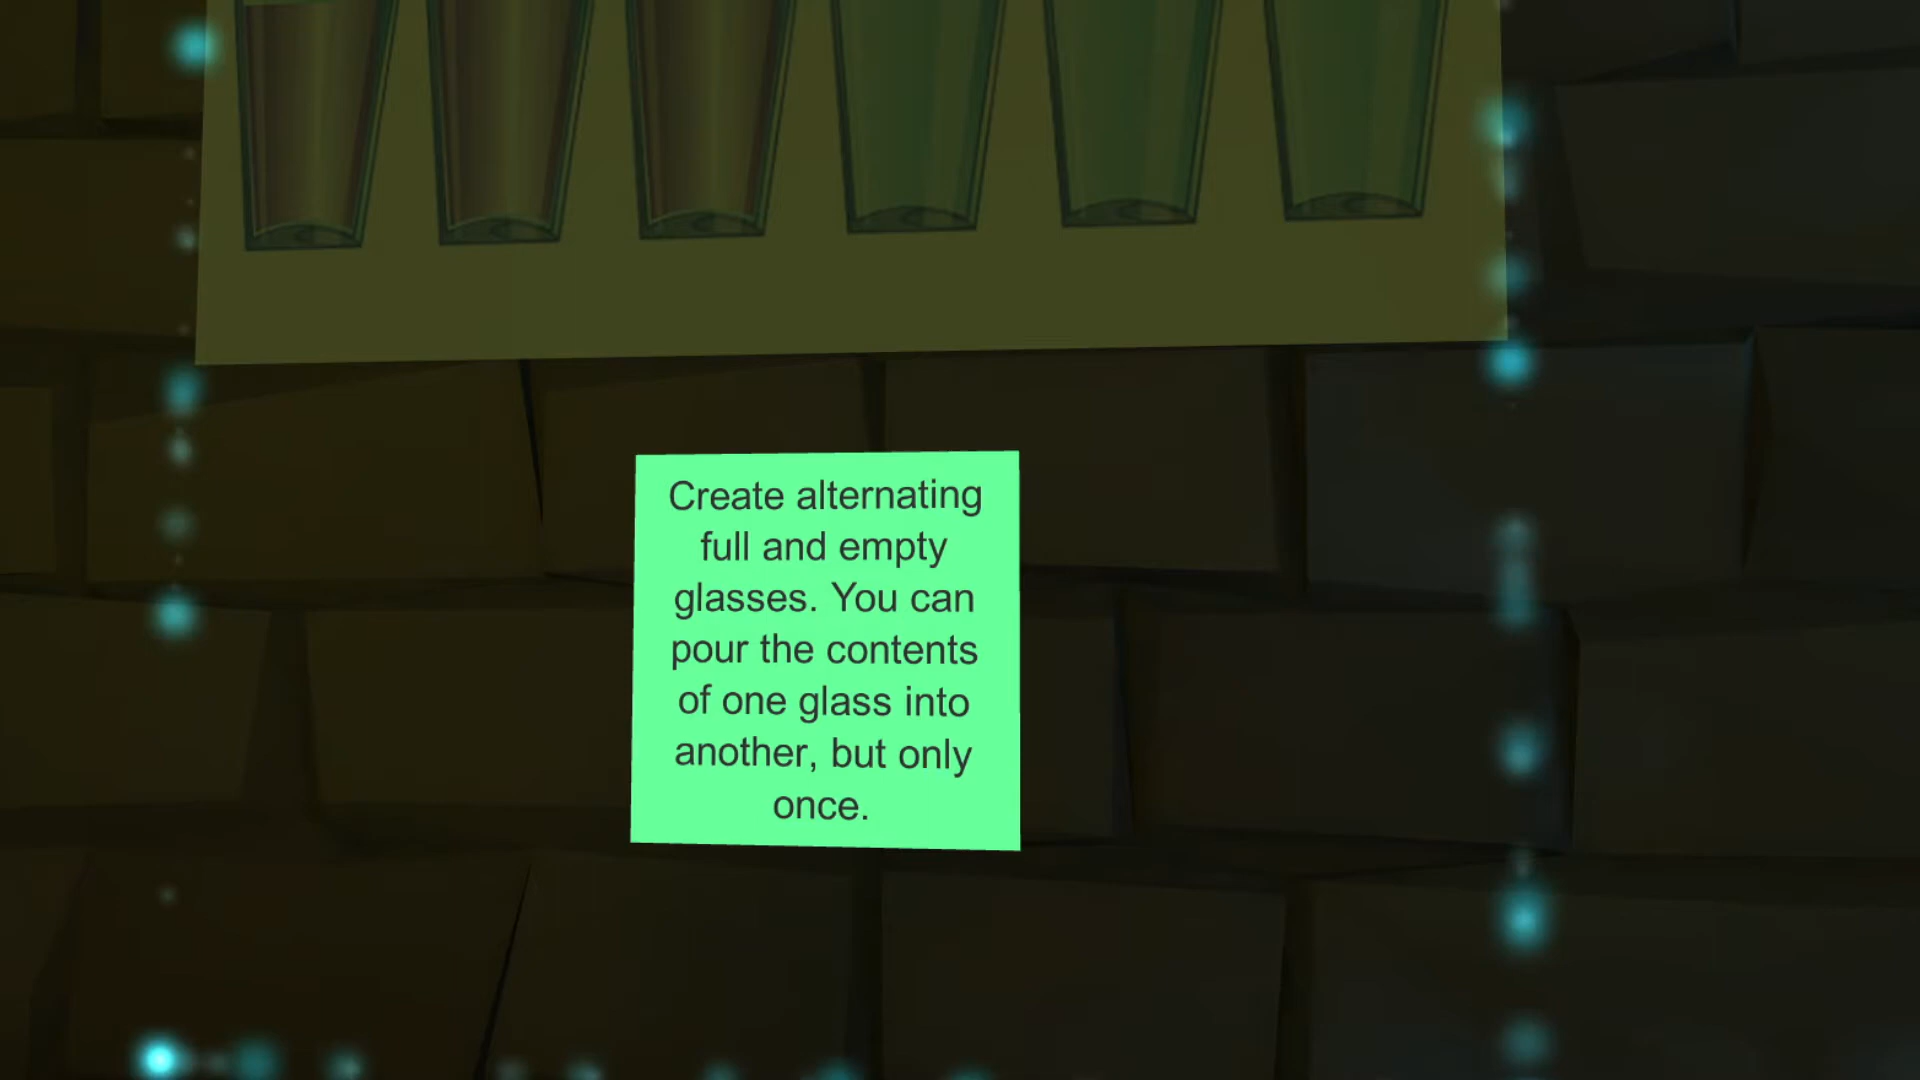 Create alternating
full and empty
glasses. You can
pour the contents
of one glass into
another, but only
once.